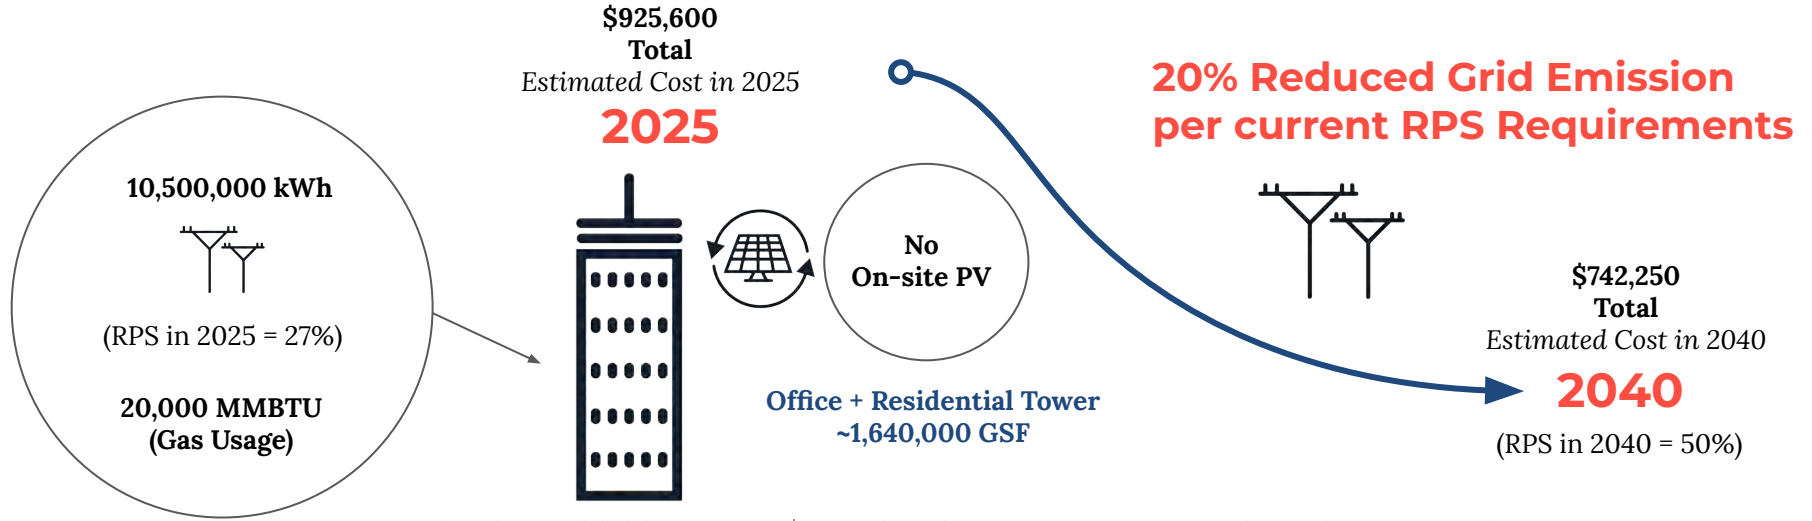 $925,600
Total
Estimated Cost in 2025
2025
20% Reduced Grid Emission
per current RPS Requirements
10,500,000 kWh
(RPS in 2025 = 27%)
20,000 MMBTU
(Gas Usage)
No
On-site PV
Office + Residential Tower
~1,640,000 GSF
$742,250
Total
Estimated Cost in 2040
2040
(RPS in 2040 = 50%)